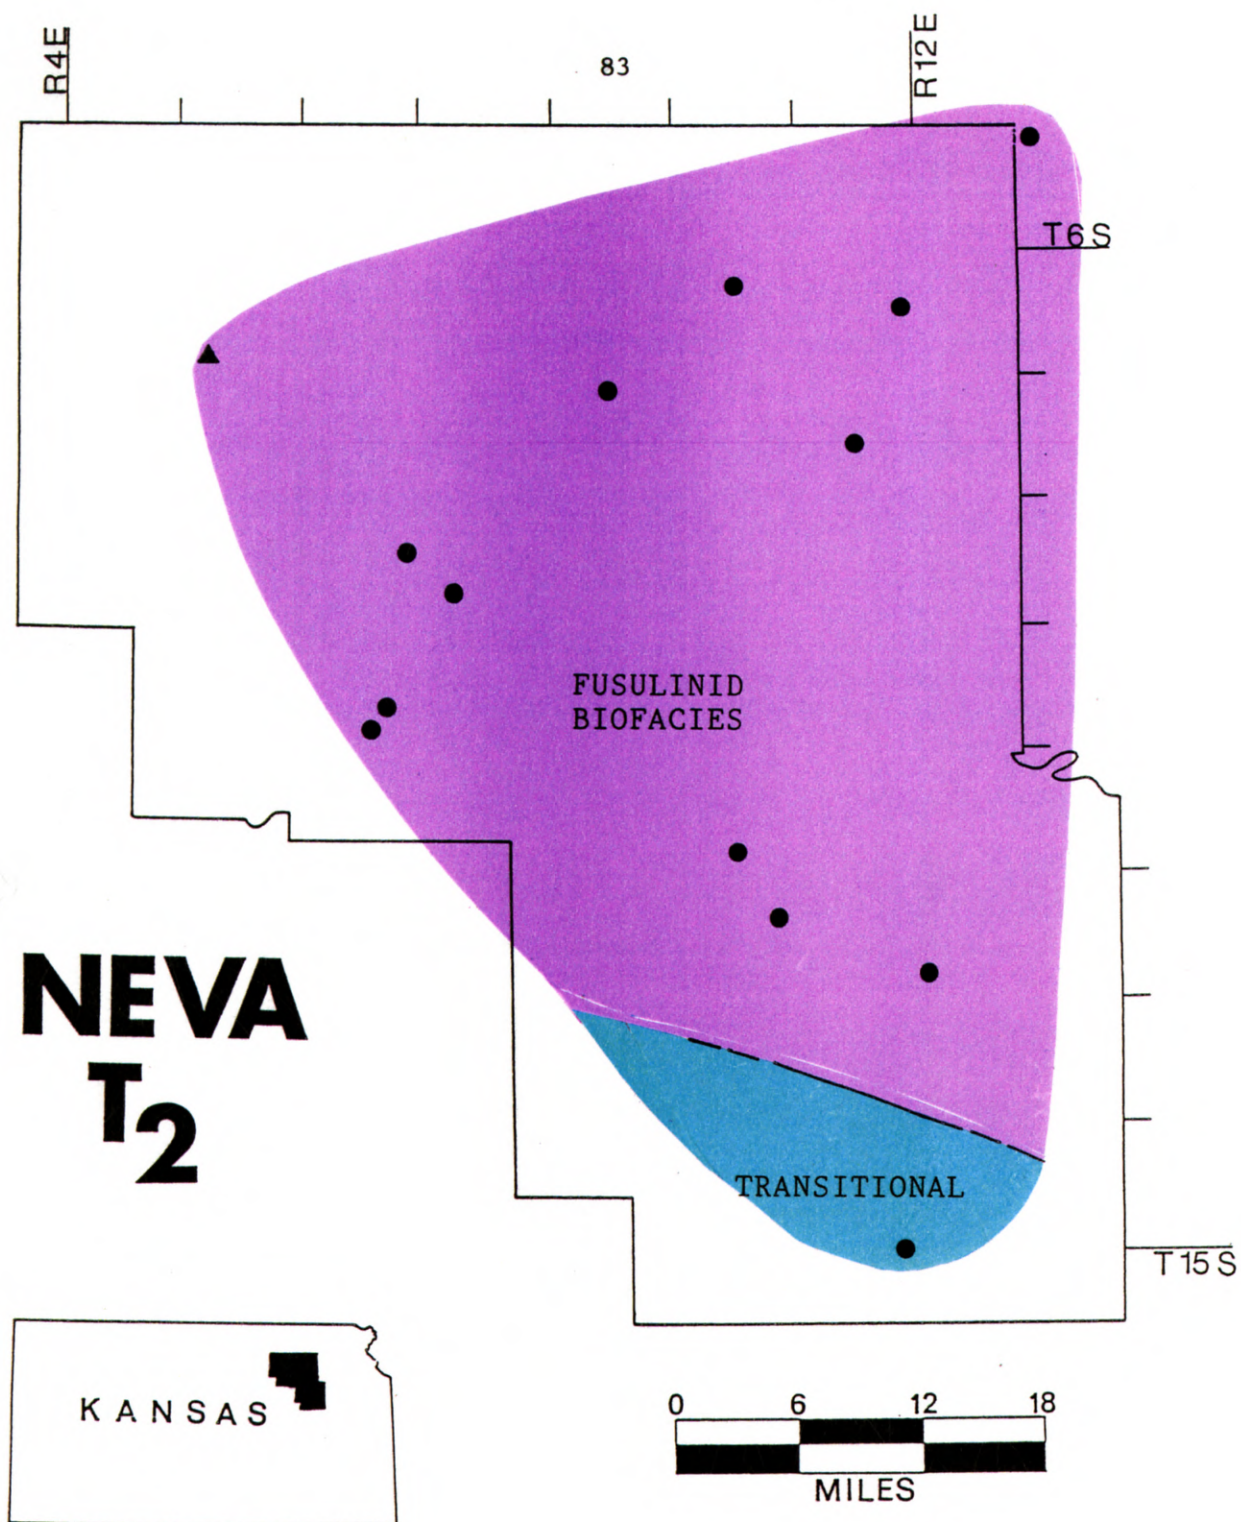 R4E
83
R12E
T6S
FUSULINID
BIOFACIES
NEVA
T2
TRANSITIONAL
T15S
KANSAS
0 6 12 18
MILES